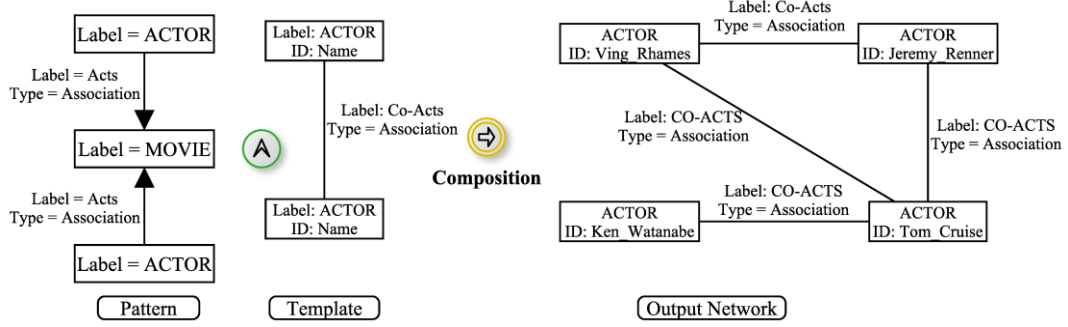 Label = ACTOR
Label = Acts
Type = Association
Label = MOVIE
Label = Acts
Type = Association
Label = ACTOR
Pattern
Label: ACTOR
ID: Name
Label: Co-Acts
Type = Association
Label: ACTOR
ID: Name
Template
Composition
Label: Co-Acts
Type = Association
ACTOR
ID: Ving_Rhames
ACTOR
ID: Jeremy_Renner
Label: CO-ACTS
Type = Association
Label: CO-ACTS
Type = Association
Label: CO-ACTS
Type = Association
ACTOR
ID: Ken_Watanabe
ACTOR
ID: Tom_Cruise
Output Network